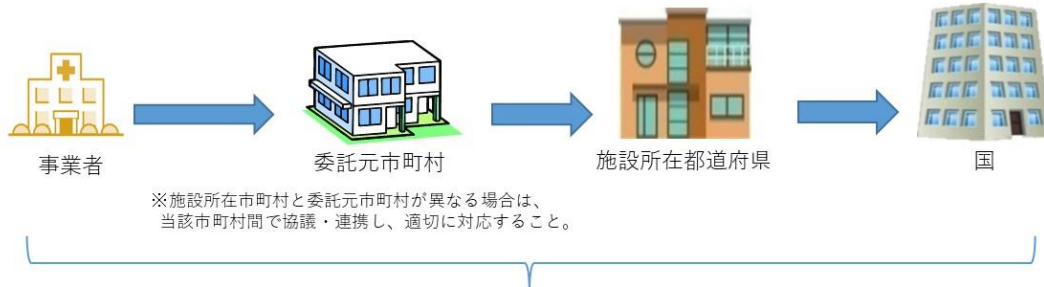 事業者
委託元市町村
施設所在都道府県
国
※施設所在市町村と委託元市町村が異なる場合は、
当該市町村間で協議・連携し、適切に対応すること。